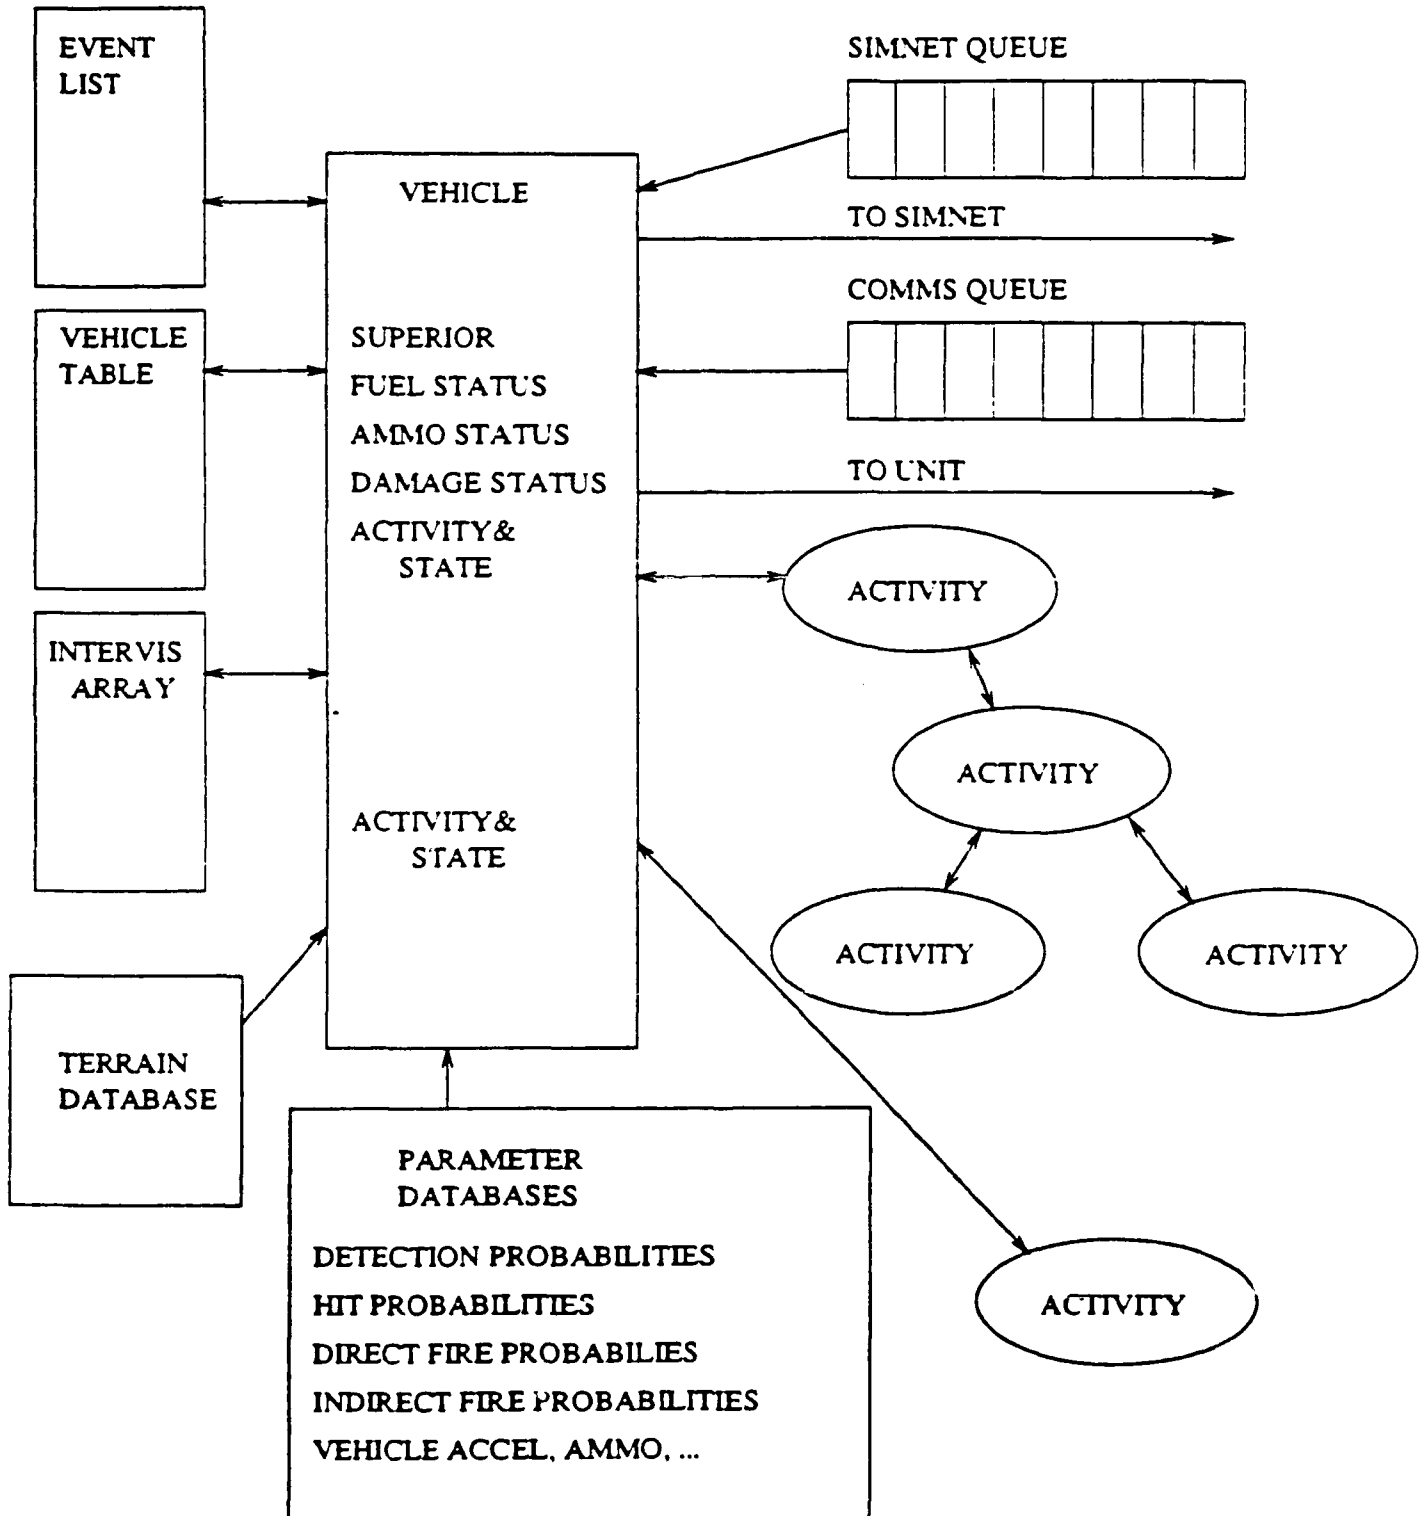 EVENT
LIST
SIMNET QUEUE
VEHICLE
TO SIMNET
COMMS QUEUE
VEHICLE
TABLE
SUPERIOR
FUEL STATUS
AMMO STATUS
DAMAGE STATUS
ACTIVITY&
STATE
TO UNIT
ACTIVITY
INTERVIS
ARRAY
ACTIVITY
ACTIVITY&
STATE
ACTIVITY
ACTIVITY
TERRAIN
DATABASE
PARAMETER
DATABASES
DETECTION PROBABILITIES
HIT PROBABILITIES
DIRECT FIRE PROBABILIES
INDIRECT FIRE PROBABILITIES
VEHICLE ACCEL, AMMO, ...
ACTIVITY